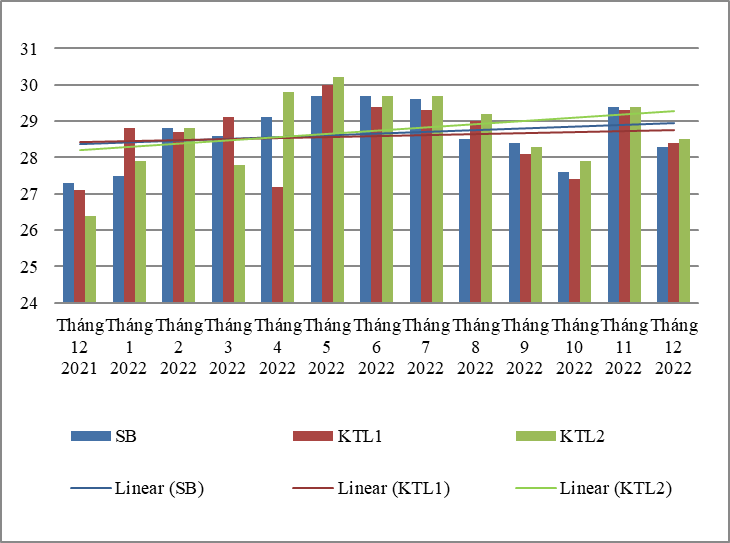 31
30
29
28
27
26
25
24
Tháng Tháng Tháng Tháng Tháng Tháng Tháng Tháng Tháng Tháng Tháng Tháng Tháng
12 1 2 3 4 5 6 7 8 9 10 11 12
2021 2022 2022 2022 2022 2022 2022 2022 2022 2022 2022 2022 2022
SB KTL1 KTL2
Linear (SB) Linear (KTL1) Linear (KTL2)